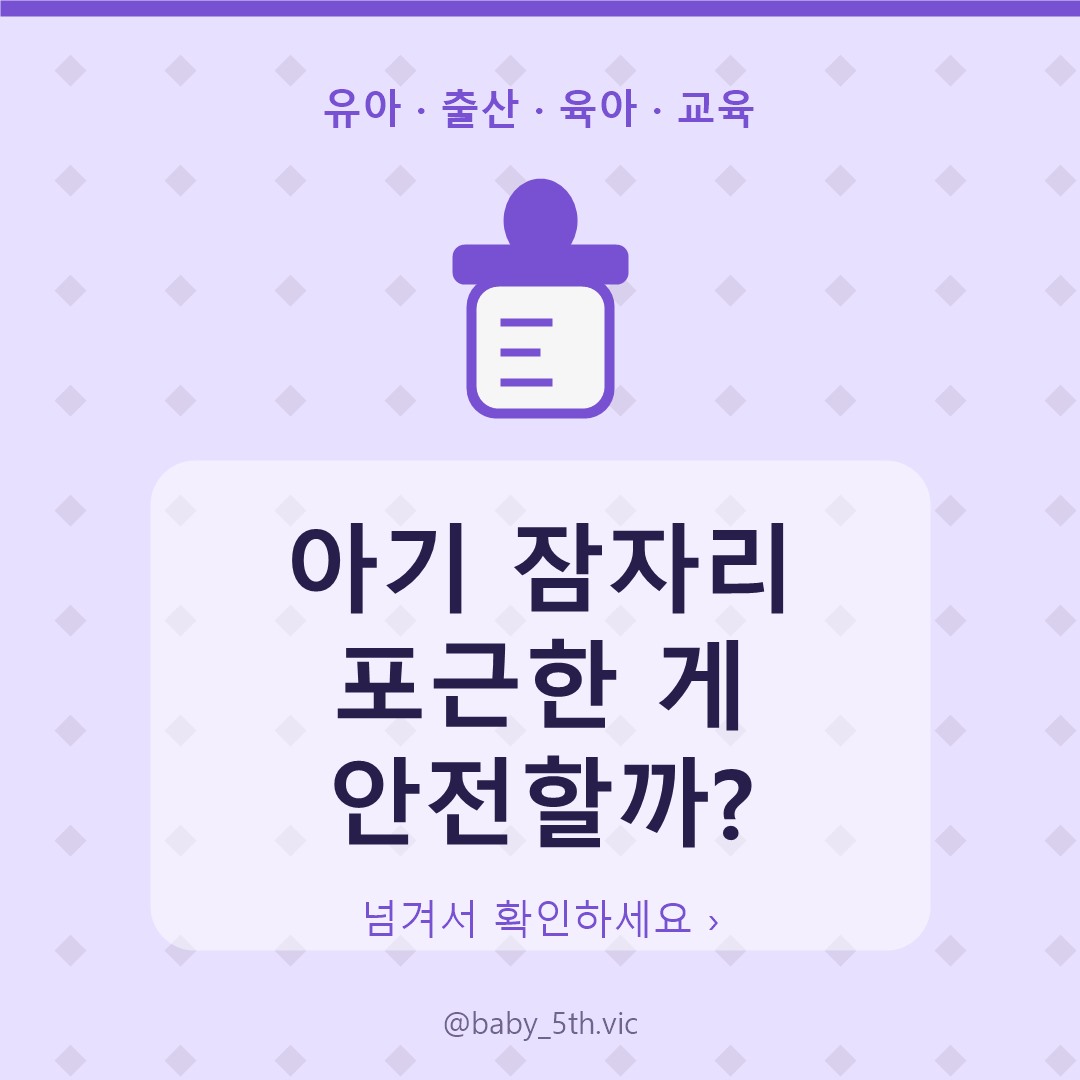 유아 · 출산 · 육아 · 교육
아기 잠자리
포근한 게
안전할까?
넘겨서 확인하세요 ›
@baby_5th.vic